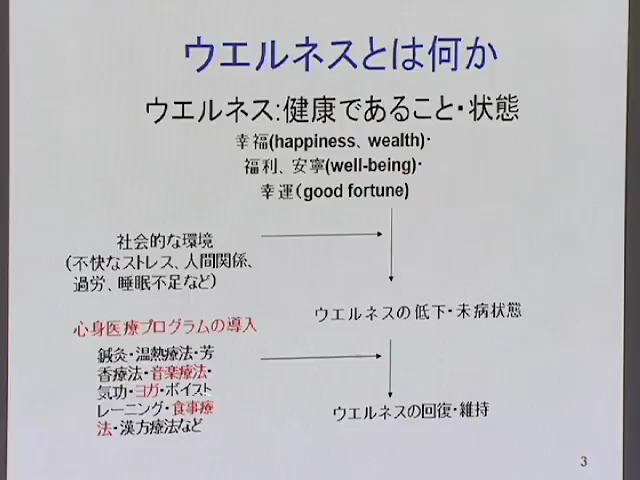 ウエルネスとは何か
ウエルネス:健康であること・状態
幸福(happiness、wealth)・
福利、安寧(well-being)・
幸運(good fortune)
社会的な環境
(不快なストレス、人間関係、
過労、睡眠不足など)
ウエルネスの低下・未病状態
心身医療プログラムの導入
鍼灸・温熱療法・芳
香療法・音楽療法・
気功・ヨガ・ボイスト
レーニング・食事療
法・漢方療法など
ウエルネスの回復・維持
3